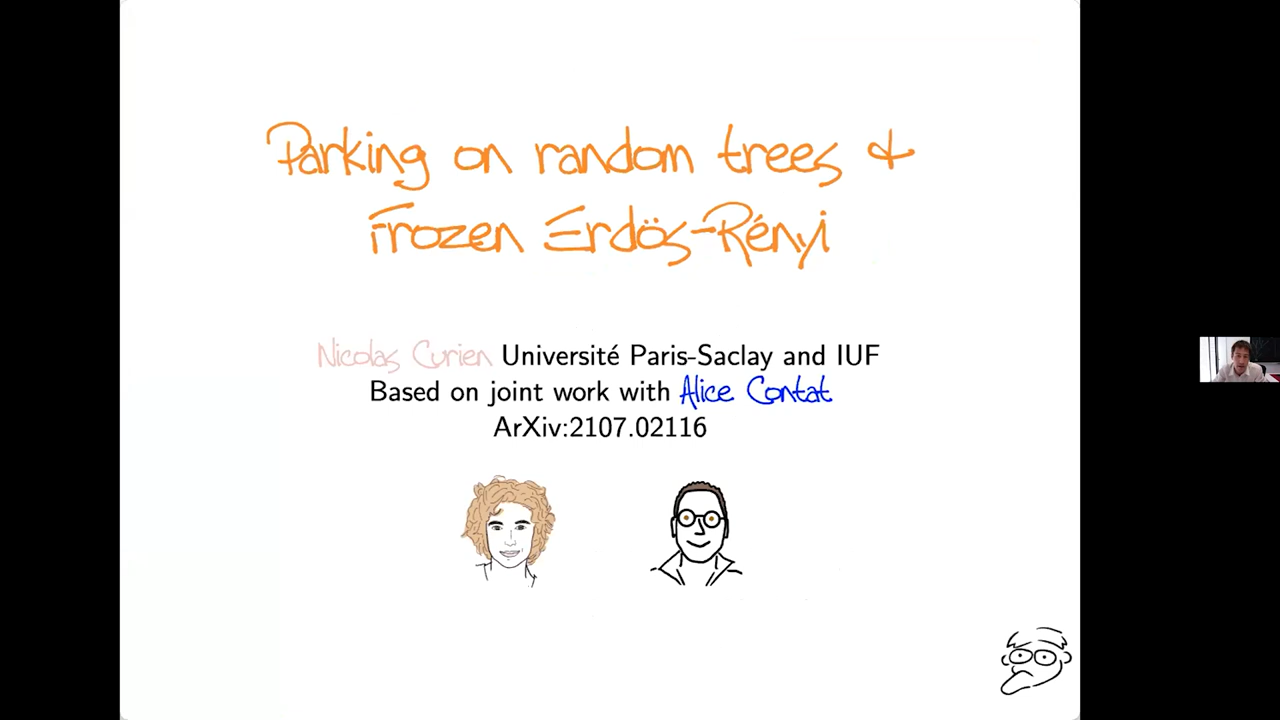 Parking on random trees &
Frozen Erdös-Rényi
Nicolas Curien Université Paris-Saclay and IUF
Based on joint work with Alice Contat
ArXiv:2107.02116